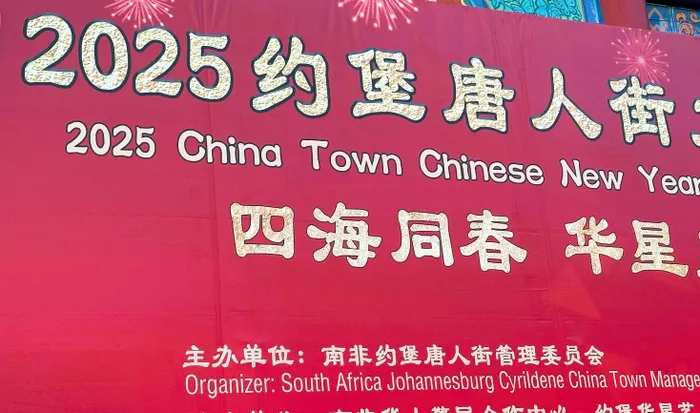 2025约堡唐人街
2025 China Town Chinese New Year
四海同春 华星
主办单位：南非约堡唐人街管理委员会
Organizer: South Africa Johannesburg Cyrildene China Town Manage